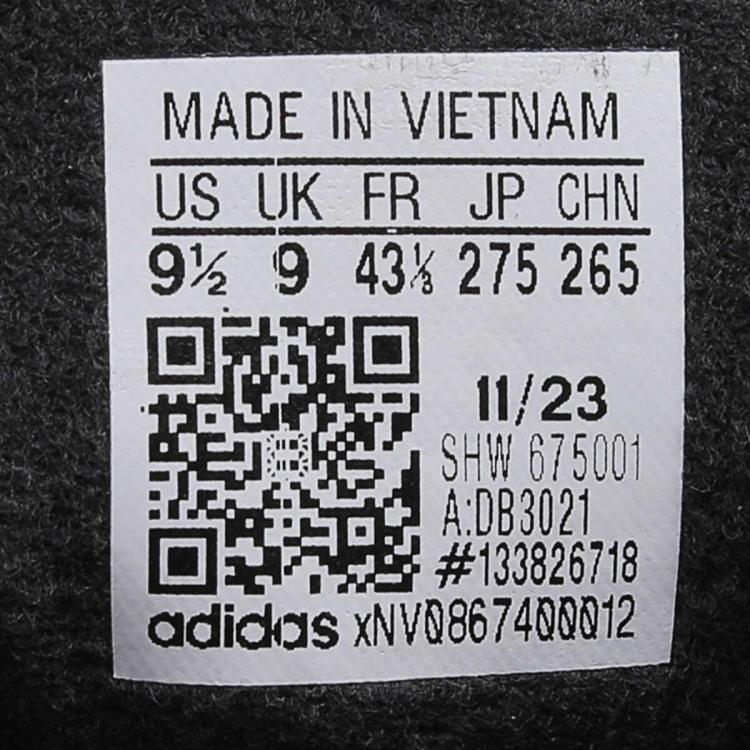 MADE IN VIETNAM
US UK FR JP CHN
9½ 9 43⅓ 275 265
11/23
SHW 675001
A:DB3021
#133826718
adidas xNV0867400012